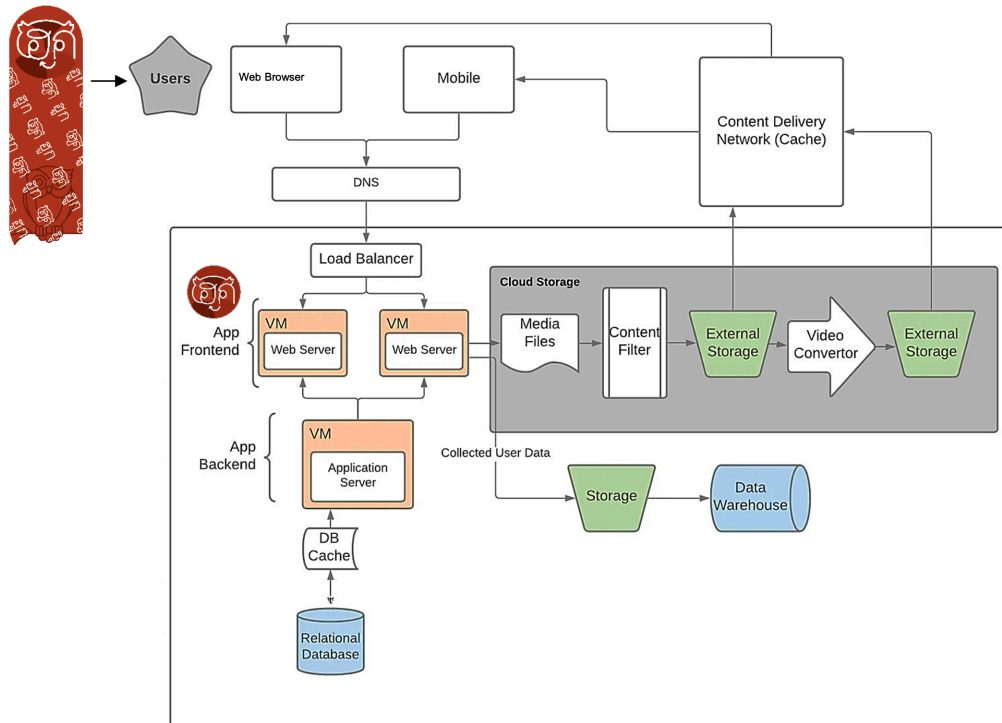 Users
Web Browser
Mobile
Content Delivery
Network (Cache)
DNS
Load Balancer
Cloud Storage
App
Frontend
VM
Web Server
VM
Web Server
Media
Files
Content
Filter
External
Storage
Video
Convertor
External
Storage
App
Backend
VM
Application
Server
Collected User Data
Storage
Data
Warehouse
DB
Cache
Relational
Database